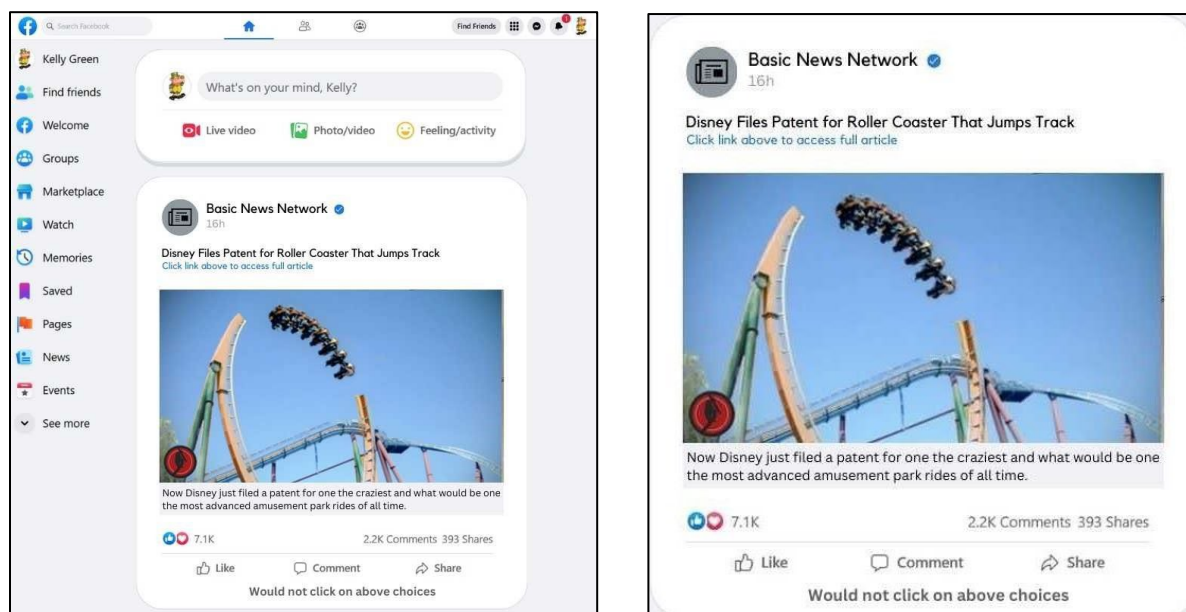 Search Facebook
Find Friends
1
Kelly Green
Find friends
Welcome
Groups
Marketplace
Watch
Memories
Saved
Pages
News
Events
See more
What's on your mind, Kelly?
Live video
Photo/video
Feeling/activity
Basic News Network
16h
Disney Files Patent for Roller Coaster That Jumps Track
Click link above to access full article
Now Disney just filed a patent for one the craziest and what would be one
the most advanced amusement park rides of all time.
7.1K 2.2K Comments 393 Shares
Like Comment Share
Would not click on above choices
Basic News Network
16h
Disney Files Patent for Roller Coaster That Jumps Track
Click link above to access full article
Now Disney just filed a patent for one the craziest and what would be one
the most advanced amusement park rides of all time.
7.1K 2.2K Comments 393 Shares
Like Comment Share
Would not click on above choices